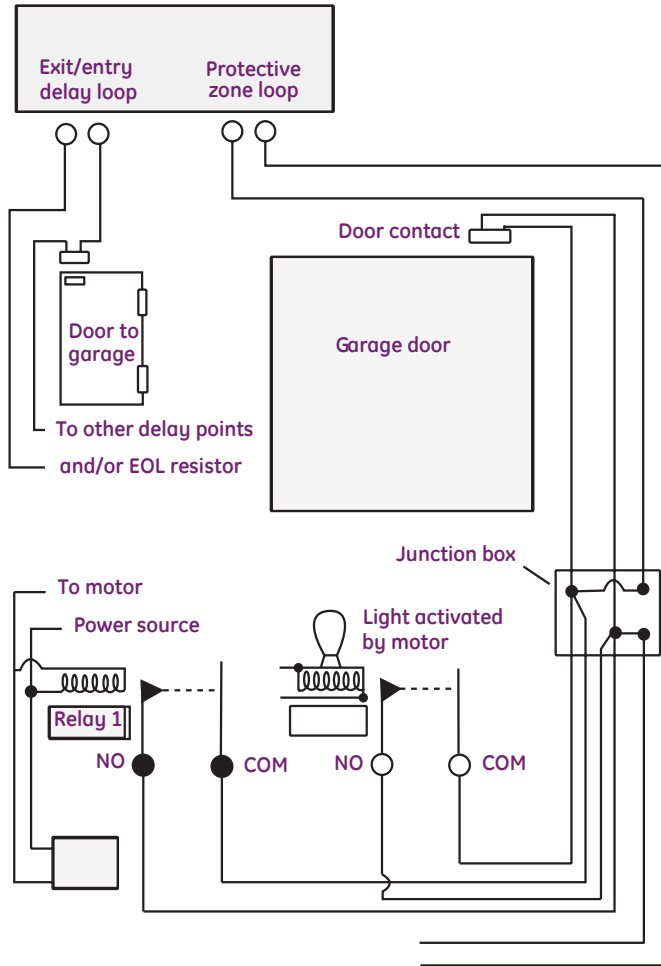 Exit/entry
delay loop
Protective
zone loop
Door contact
Door to
garage
Garage door
To other delay points
and/or EOL resistor
Junction box
To motor
Power source
Light activated
by motor
Relay 1
NO
COM
NO
COM